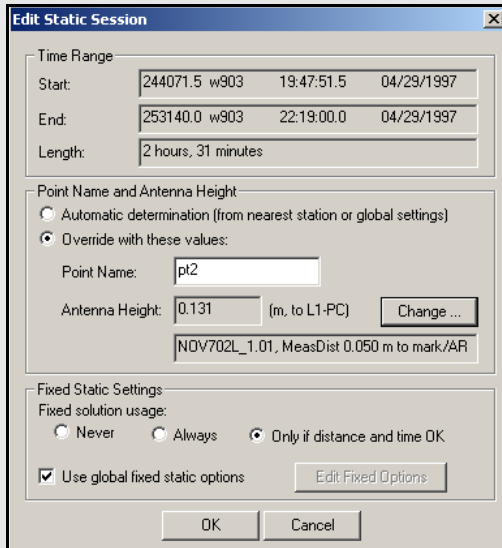 Edit Static Session
Time Range
Start: 244071.5 w903 19:47:51.5 04/29/1997
End: 253140.0 w903 22:19:00.0 04/29/1997
Length: 2 hours, 31 minutes
Point Name and Antenna Height
Automatic determination (from nearest station or global settings)
Override with these values:
Point Name: pt2
Antenna Height: 0.131 (m, to L1-PC) Change ...
NOV702L_1.01, MeasDist 0.050 m to mark/AR
Fixed Static Settings
Fixed solution usage:
Never Always Only if distance and time OK
Use global fixed static options Edit Fixed Options
OK Cancel